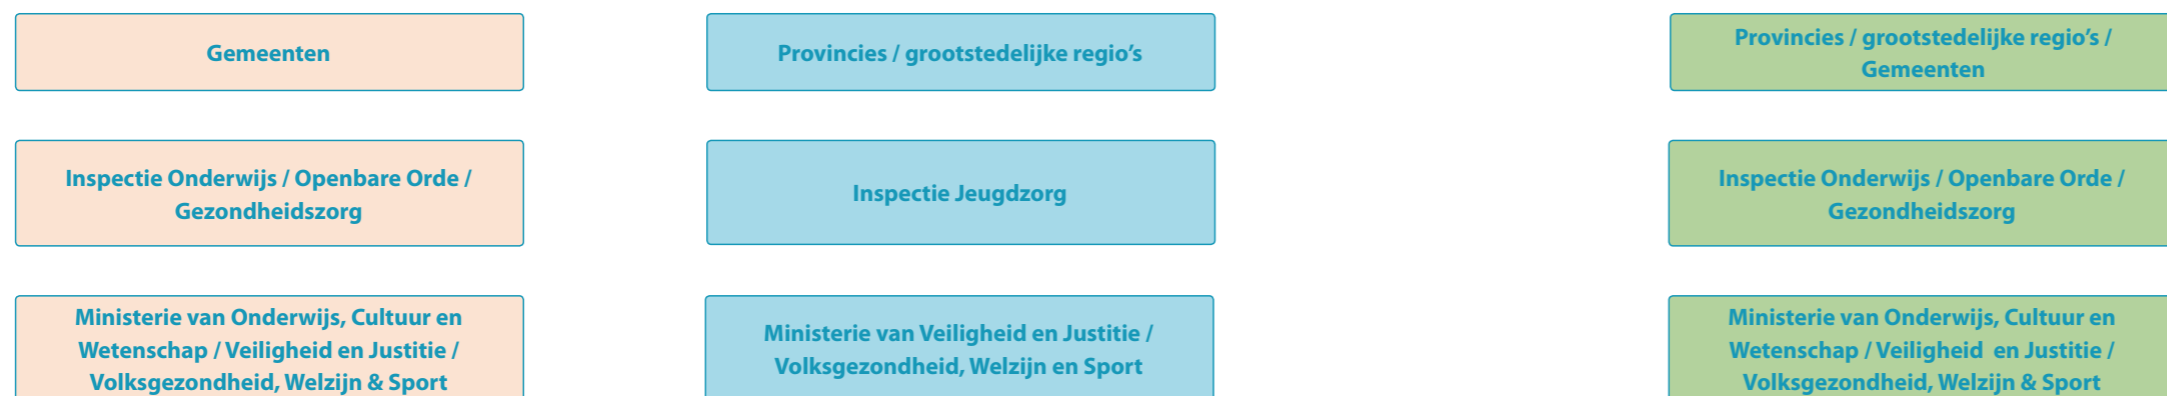 Gemeenten
Provincies / grootstedelijke regio’s
Provincies / grootstedelijke regio’s /
Gemeenten
Inspectie Onderwijs / Openbare Orde /
Gezondheidszorg
Inspectie Jeugdzorg
Inspectie Onderwijs / Openbare Orde /
Gezondheidszorg
Ministerie van Onderwijs, Cultuur en
Wetenschap / Veiligheid en Justitie /
Volksgezondheid, Welzijn & Sport
Ministerie van Veiligheid en Justitie /
Volksgezondheid, Welzijn en Sport
Ministerie van Onderwijs, Cultuur en
Wetenschap / Veiligheid en Justitie /
Volksgezondheid, Welzijn & Sport